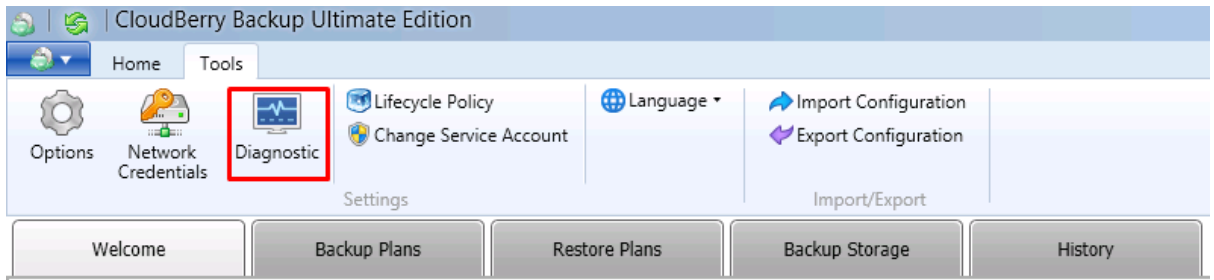 CloudBerry Backup Ultimate Edition
Home Tools
Options
Network Credentials
Diagnostic
Lifecycle Policy
Change Service Account
Language
Import Configuration
Export Configuration
Settings
Import/Export
Welcome Backup Plans Restore Plans Backup Storage History